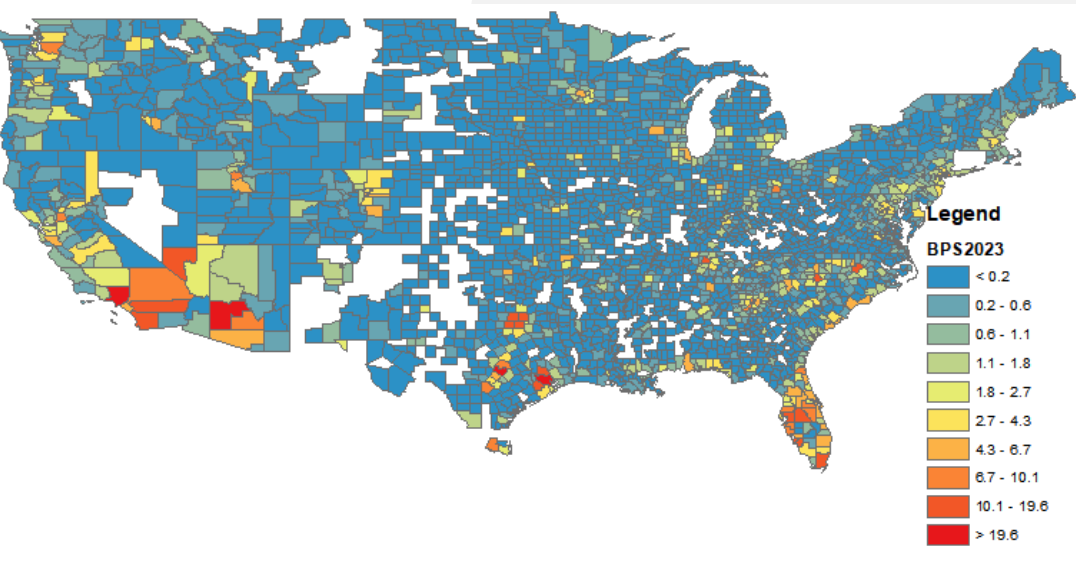 Legend
BPS2023
< 0.2
0.2 - 0.6
0.6 - 1.1
1.1 - 1.8
1.8 - 2.7
2.7 - 4.3
4.3 - 6.7
6.7 - 10.1
10.1 - 19.6
> 19.6